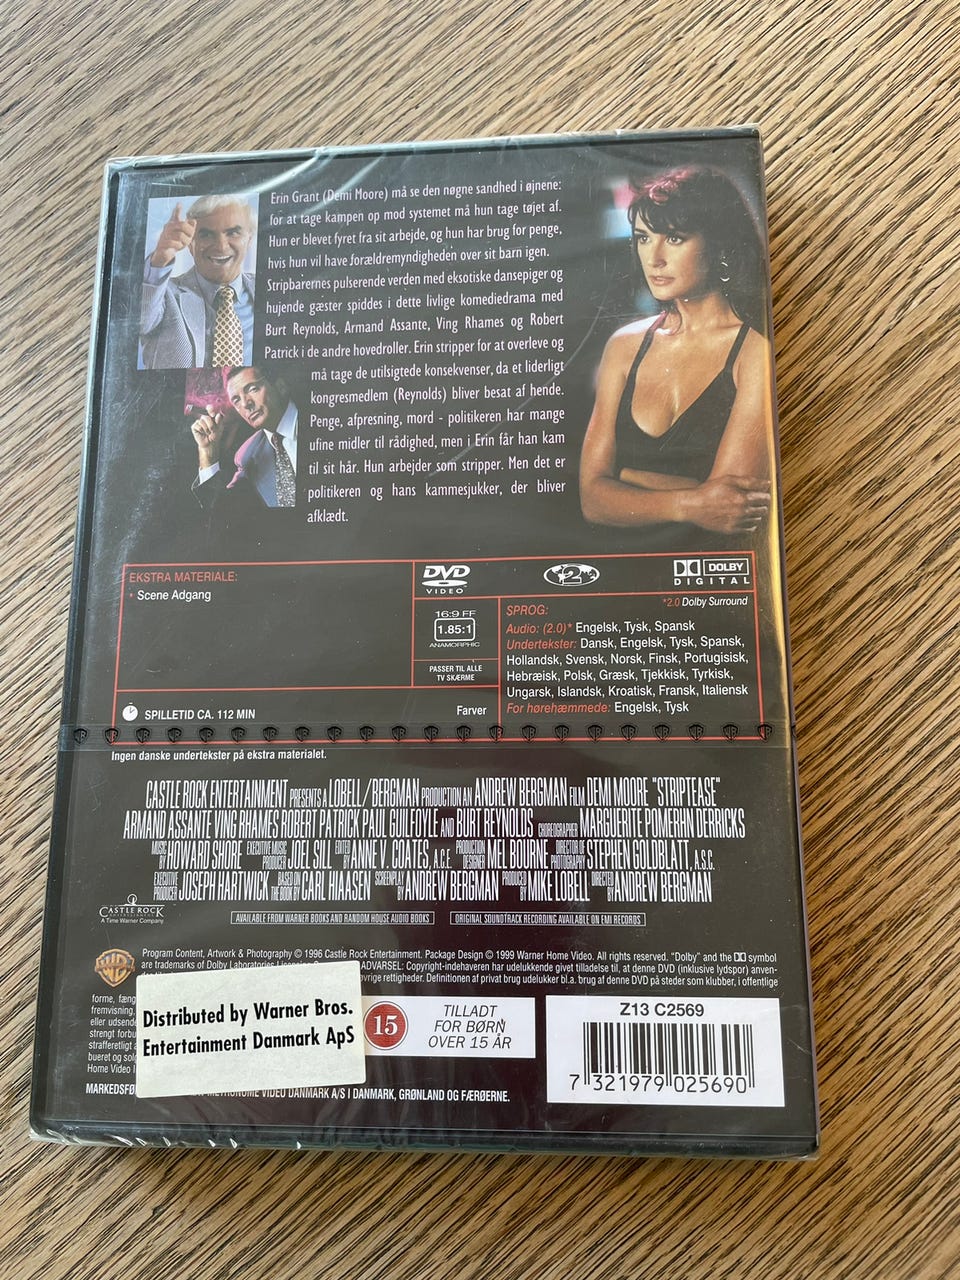 Erin Grant (Demi Moore) må se den nøgne sandhed i øjnene:
for at tage kampen op mod systemet må hun tage tøjet af.
Hun er blevet fyret fra sit arbejde, og hun har brug for penge,
hvis hun vil have forældremyndigheden over sit barn igen.
Stripbarernes pulserende verden med eksotiske dansepiger og
hujende gæster spiddes i dette livlige komediedrama med
Burt Reynolds, Armand Assante, Ving Rhames og Robert
Patrick i de andre hovedroller. Erin stripper for at overleve og
må tage de utilsigtede konsekvenser, da et liderligt
kongresmedlem (Reynolds) bliver besat af hende.
Penge, afpresning, mord - politikeren har mange
ufine midler til rådighed, men i Erin får han kam
til sit hår. Hun arbejder som stripper. Men det er
politikeren og hans kammesjukker, der bliver
afklædt.
EKSTRA MATERIALE:
* Scene Adgang
DVD
VIDEO
2
DOLBY
DIGITAL
*2.0 Dolby Surround
16:9 FF
1.85:1
ANAMORPHIC
PASSER TIL ALLE
TV SKÆRME
SPROG:
Audio: (2.0)* Engelsk, Tysk, Spansk
Undertekster: Dansk, Engelsk, Tysk, Spansk,
Hollandsk, Svensk, Norsk, Finsk, Portugisisk,
Hebræisk, Polsk, Græsk, Tjekkisk, Tyrkisk,
Ungarsk, Islandsk, Kroatisk, Fransk, Italiensk
For hørehæmmede: Engelsk, Tysk
SPILLETID CA. 112 MIN
Farver
Ingen danske undertekster på ekstra materialet.
CASTLE ROCK ENTERTAINMENT PRESENTS A LOBELL/BERGMAN PRODUCTION AN ANDREW BERGMAN FILM DEMI MOORE "STRIPTEASE"
ARMAND ASSANTE VING RHAMES ROBERT PATRICK PAUL GUILFOYLE AND BURT REYNOLDS CHOREOGRAPHER MARGUERITE POMERHN DERRICKS
MUSIC BY HOWARD SHORE EXECUTIVE MUSIC PRODUCER JOEL SILL EDITED BY ANNE V. COATES, A.C.E. PRODUCTION DESIGNER MEL BOURNE DIRECTOR OF PHOTOGRAPHY STEPHEN GOLDBLATT, A.S.C.
EXECUTIVE PRODUCER JOSEPH HARTWICK BASED ON THE BOOK BY CARL HIAASEN SCREENPLAY BY ANDREW BERGMAN PRODUCED BY MIKE LOBELL DIRECTED BY ANDREW BERGMAN
CASTLE ROCK
ENTERTAINMENT
A Time Warner Company
AVAILABLE FROM WARNER BOOKS AND RANDOM HOUSE AUDIO BOOKS
ORIGINAL SOUNDTRACK RECORDING AVAILABLE ON EMI RECORDS
Program Content, Artwork & Photography © 1996 Castle Rock Entertainment. Package Design © 1999 Warner Home Video. All rights reserved. "Dolby" and the DD symbol
are trademarks of Dolby Laboratories ADVARSEL: Copyright-indehaveren har udelukkende givet tilladelse til, at denne DVD (inklusive lydspor) anven-
øvrige rettigheder. Definitionen af privat brug udelukker bl.a. brug af denne DVD på steder som klubber, i offentlige
forme, fæng
fremvisning,
eller udsende
strengt forbu
strafferetligt a
bueret og solg
Home Video I
Distributed by Warner Bros.
Entertainment Danmark ApS
15
TILLADT
FOR BØRN
OVER 15 ÅR
Z13 C2569
7 321979 025690
MARKEDSFØ
METRONOME VIDEO DANMARK A/S I DANMARK, GRØNLAND OG FÆRØERNE.